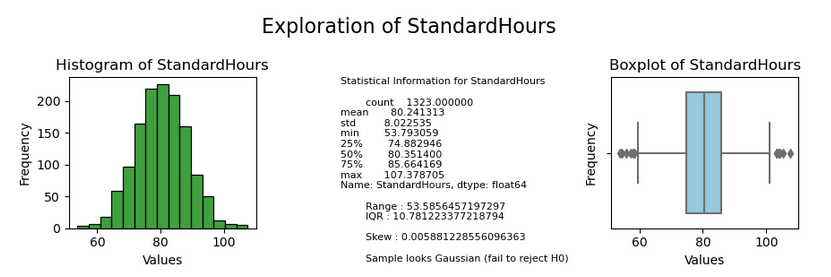 Exploration of StandardHours
Histogram of StandardHours
Frequency
200
150
100
50
0
60 80 100
Values
Statistical Information for StandardHours
count 1323.000000
mean 80.241313
std 8.022535
min 53.793059
25% 74.882946
50% 80.351400
75% 85.664169
max 107.378705
Name: StandardHours, dtype: float64
Range : 53.5856457197297
IQR : 10.781223377218794
Skew : 0.005881228556096363
Sample looks Gaussian (fail to reject H0)
Boxplot of StandardHours
Frequency
60 80 100
Values